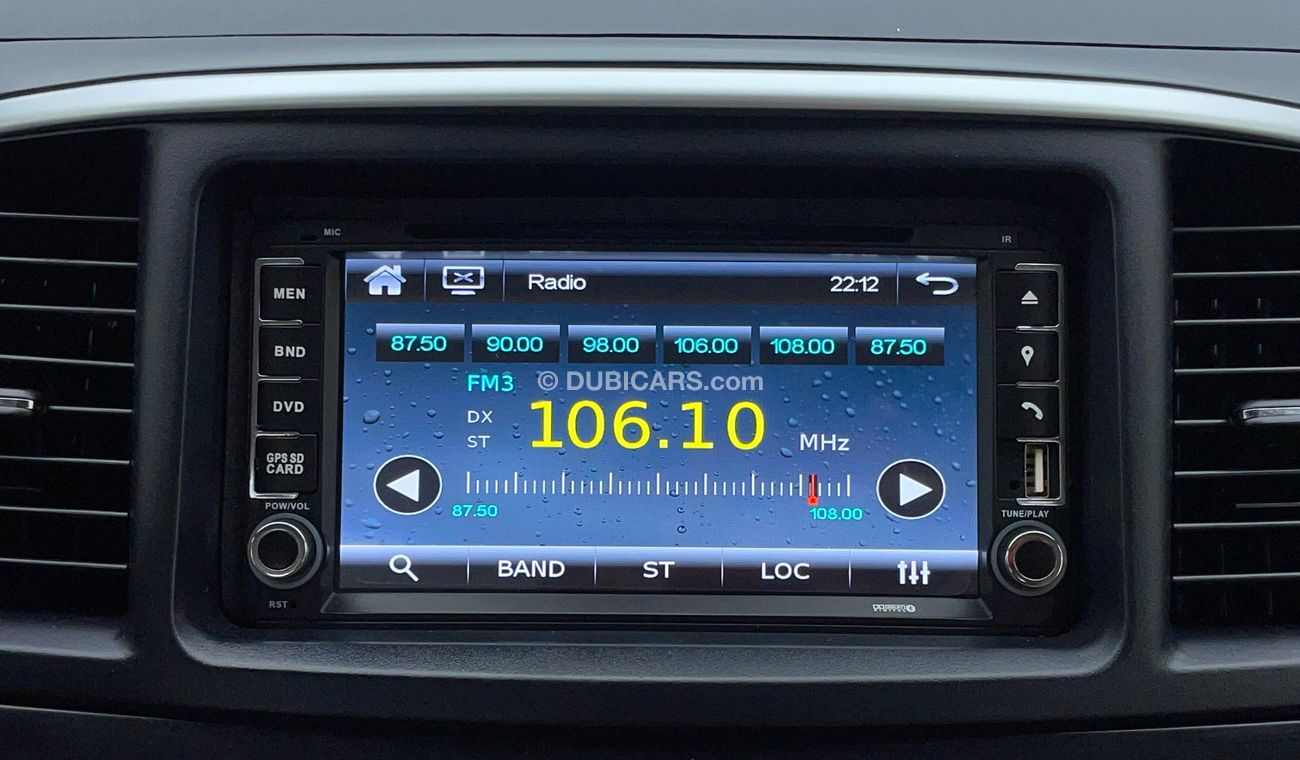 MIC
IR
Radio 22:12
MEN
BND
DVD
GPS SD
CARD
POW/VOL
RST
87.50 90.00 98.00 106.00 108.00 87.50
FM3
© DUBICARS.com
DX
ST
106.10 MHz
87.50 108.00
BAND ST LOC
TUNE/PLAY